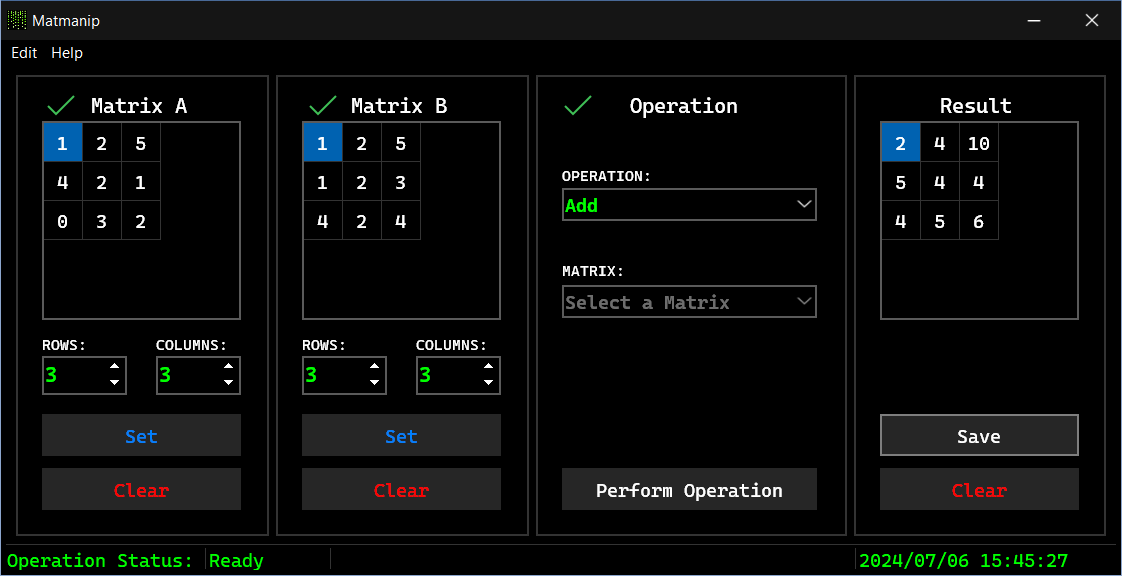 Matmanip
Edit Help
Matrix A
1 2 5
4 2 1
0 3 2
ROWS: COLUMNS:
3 3
Set
Clear
Matrix B
1 2 5
1 2 3
4 2 4
ROWS: COLUMNS:
3 3
Set
Clear
Operation
OPERATION:
Add
MATRIX:
Select a Matrix
Perform Operation
Result
2 4 10
5 4 4
4 5 6
Save
Clear
Operation Status: Ready 2024/07/06 15:45:27